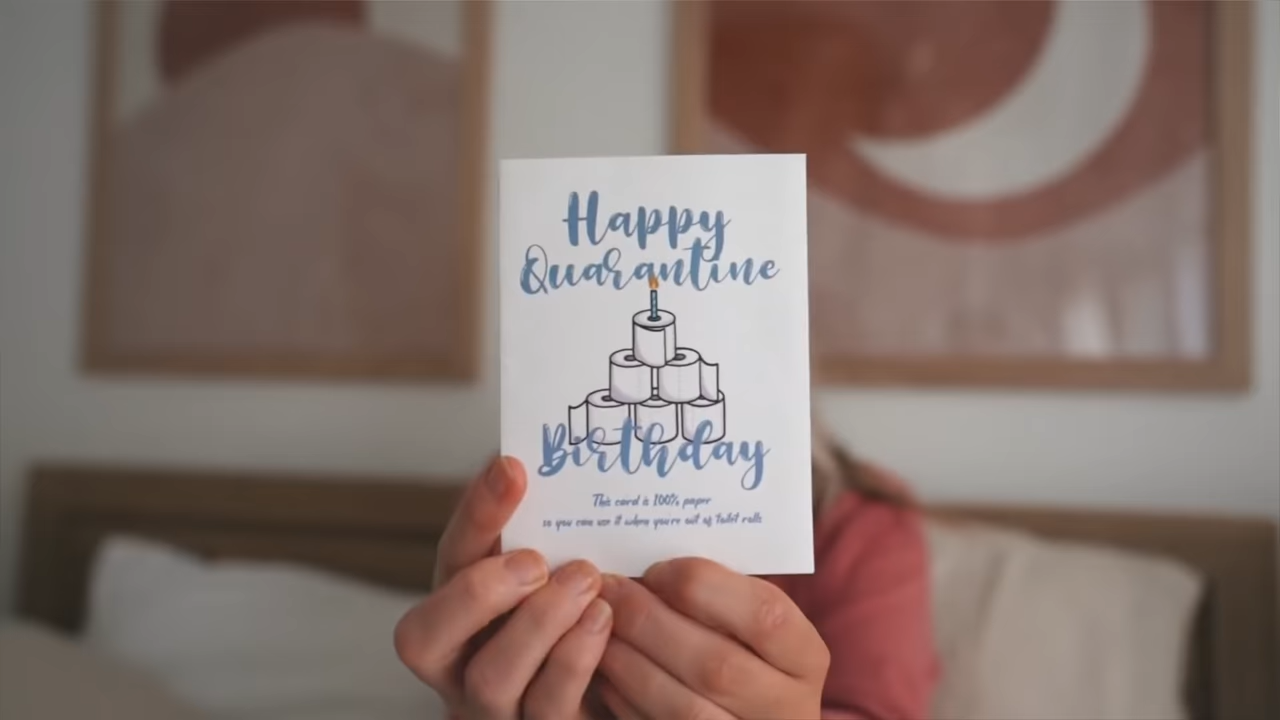 Happy
Quarantine
Birthday
This card is 100% paper
so you can use it when you're out of toilet rolls